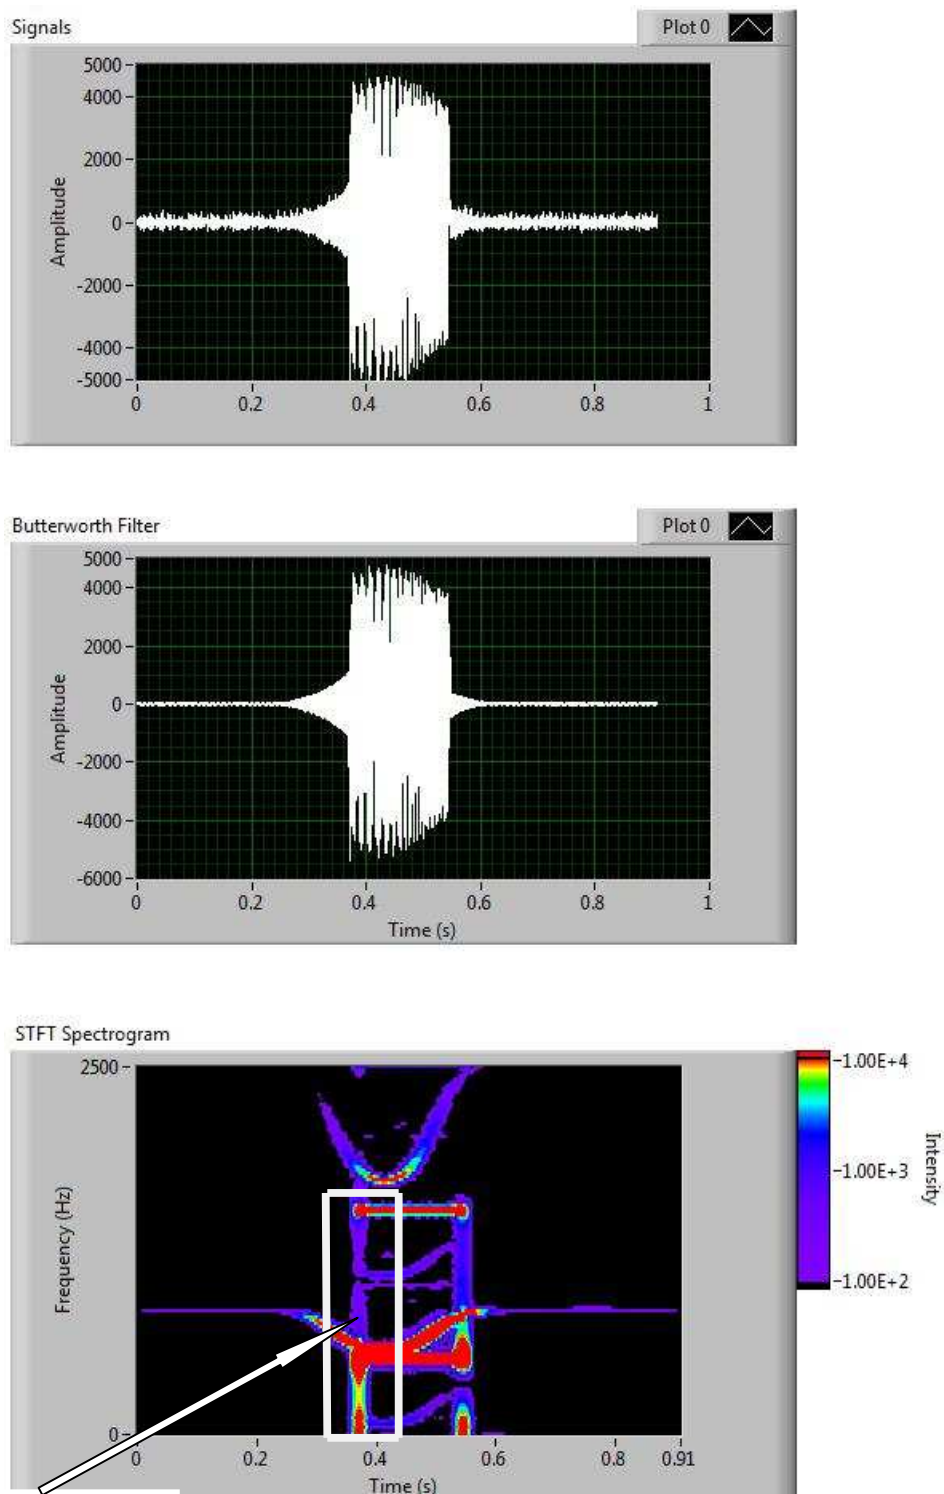 Signals
Plot 0
5000
4000
2000
0
-2000
-4000
-5000
Amplitude
0 0.2 0.4 0.6 0.8 1
Butterworth Filter
Plot 0
5000
4000
2000
0
-2000
-4000
-6000
Amplitude
0 0.2 0.4 0.6 0.8 1
Time (s)
STFT Spectrogram
2500
0
Frequency (Hz)
0 0.2 0.4 0.6 0.8 0.91
Time (s)
-1.00E+4
-1.00E+3
-1.00E+2
Intensity